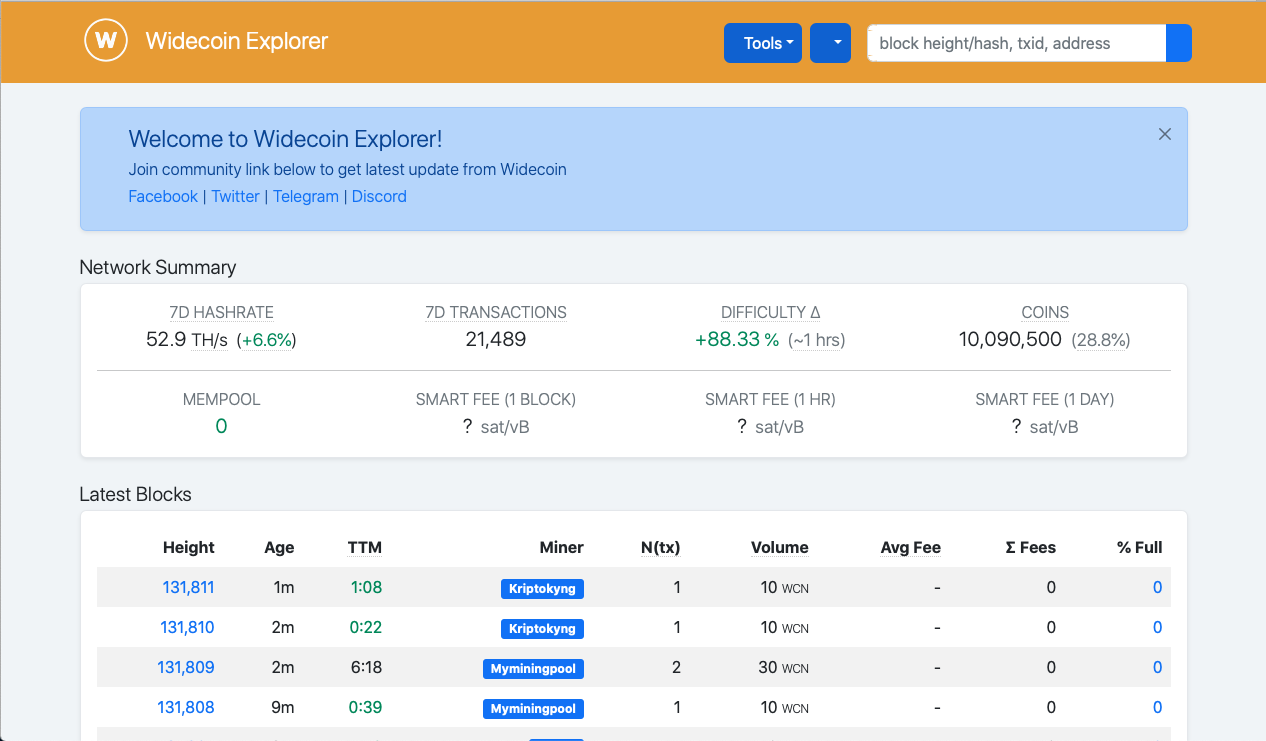 W Widecoin Explorer Tools block height/hash, txid, address
Welcome to Widecoin Explorer!
Join community link below to get latest update from Widecoin
Facebook | Twitter | Telegram | Discord
Network Summary
7D HASHRATE 7D TRANSACTIONS DIFFICULTY Δ COINS
52.9 TH/s (+6.6%) 21,489 +88.33 % (~1 hrs) 10,090,500 (28.8%)
MEMPOOL SMART FEE (1 BLOCK) SMART FEE (1 HR) SMART FEE (1 DAY)
0 ? sat/vB ? sat/vB ? sat/vB
Latest Blocks
Height Age TTM Miner N(tx) Volume Avg Fee Σ Fees % Full
131,811 1m 1:08 Kriptokyng 1 10 WCN - 0 0
131,810 2m 0:22 Kriptokyng 1 10 WCN - 0 0
131,809 2m 6:18 Myminingpool 2 30 WCN - 0 0
131,808 9m 0:39 Myminingpool 1 10 WCN - 0 0